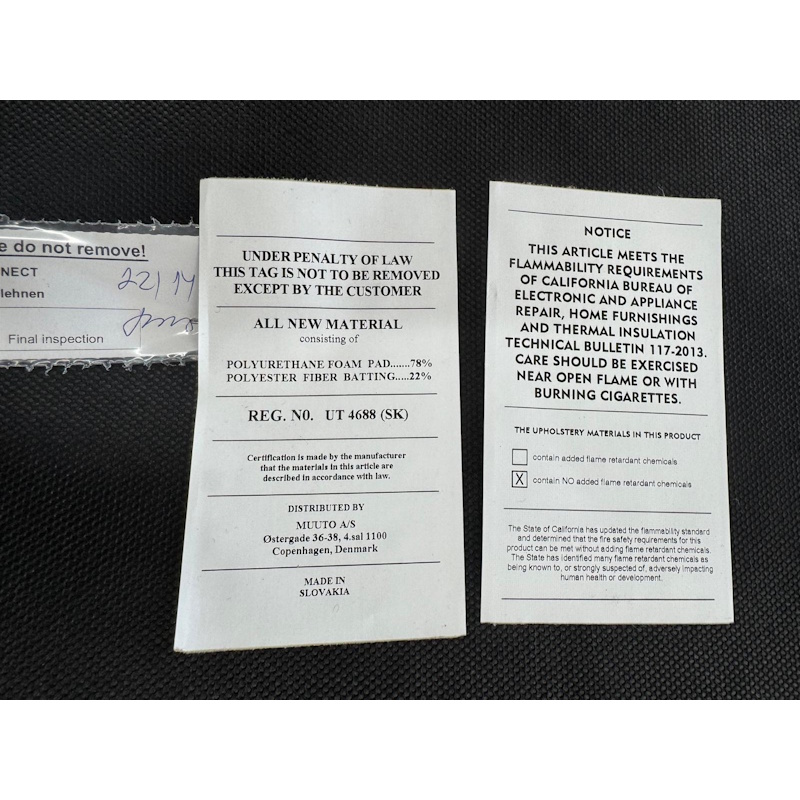 e do not remove!
NNECT
lehnen
22/14
Final inspection
UNDER PENALTY OF LAW
THIS TAG IS NOT TO BE REMOVED
EXCEPT BY THE CUSTOMER
ALL NEW MATERIAL
consisting of
POLYURETHANE FOAM PAD......78%
POLYESTER FIBER BATTING.....22%
REG. N0. UT 4688 (SK)
Certification is made by the manufacturer
that the materials in this article are
described in accordance with law.
DISTRIBUTED BY
MUUTO A/S
Østergade 36-38, 4.sal 1100
Copenhagen, Denmark
MADE IN
SLOVAKIA
NOTICE
THIS ARTICLE MEETS THE
FLAMMABILITY REQUIREMENTS
OF CALIFORNIA BUREAU OF
ELECTRONIC AND APPLIANCE
REPAIR, HOME FURNISHINGS
AND THERMAL INSULATION
TECHNICAL BULLETIN 117-2013.
CARE SHOULD BE EXERCISED
NEAR OPEN FLAME OR WITH
BURNING CIGARETTES.
THE UPHOLSTERY MATERIALS IN THIS PRODUCT
contain added flame retardant chemicals
X contain NO added flame retardant chemicals
The State of California has updated the flammability standard
and determined that the fire safety requirements for this
product can be met without adding flame retardant chemicals.
The State has identified many flame retardant chemicals as
being known to, or strongly suspected of, adversely impacting
human health or development.